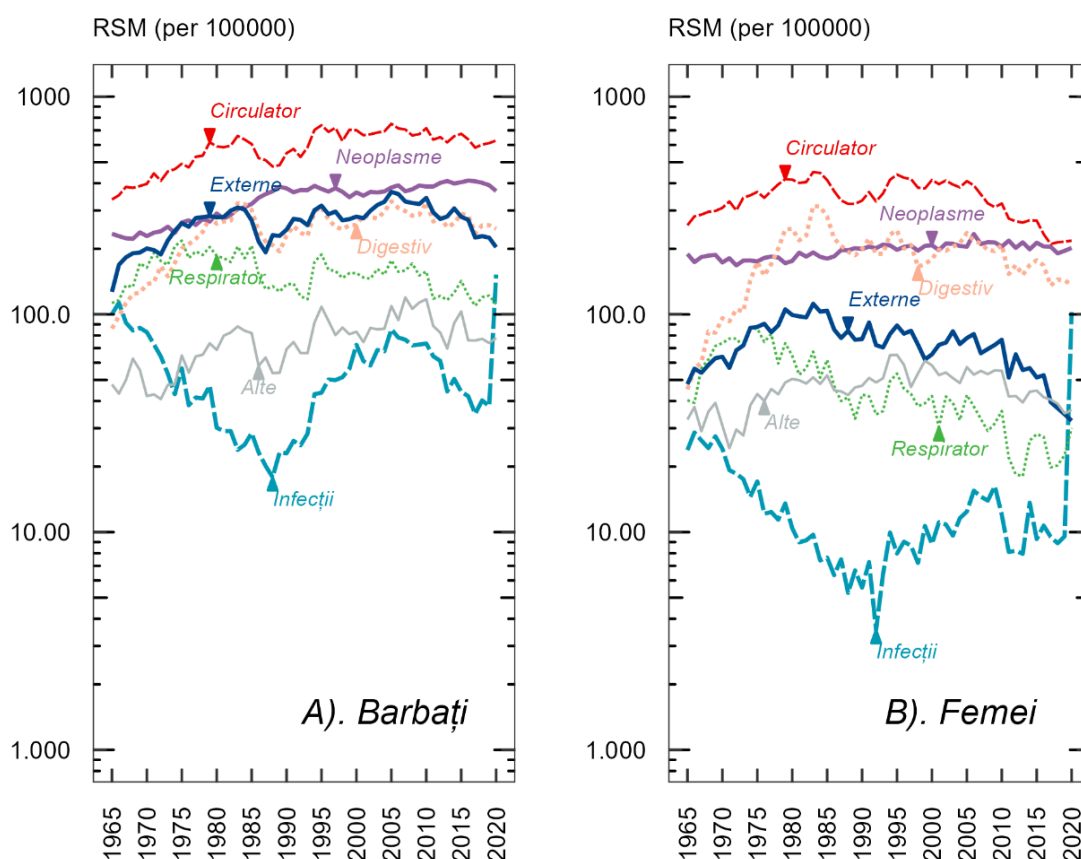 RSM (per 100000)
1000
100.0
10.00
1.000
Circulator
Neoplasme
Externe
Digestiv
Respirator
Alte
Infecții
A). Barbați
1965
1970
1975
1980
1985
1990
1995
2000
2005
2010
2015
2020
RSM (per 100000)
1000
100.0
10.00
1.000
Circulator
Neoplasme
Digestiv
Externe
Alte
Respirator
Infecții
B). Femei
1965
1970
1975
1980
1985
1990
1995
2000
2005
2010
2015
2020